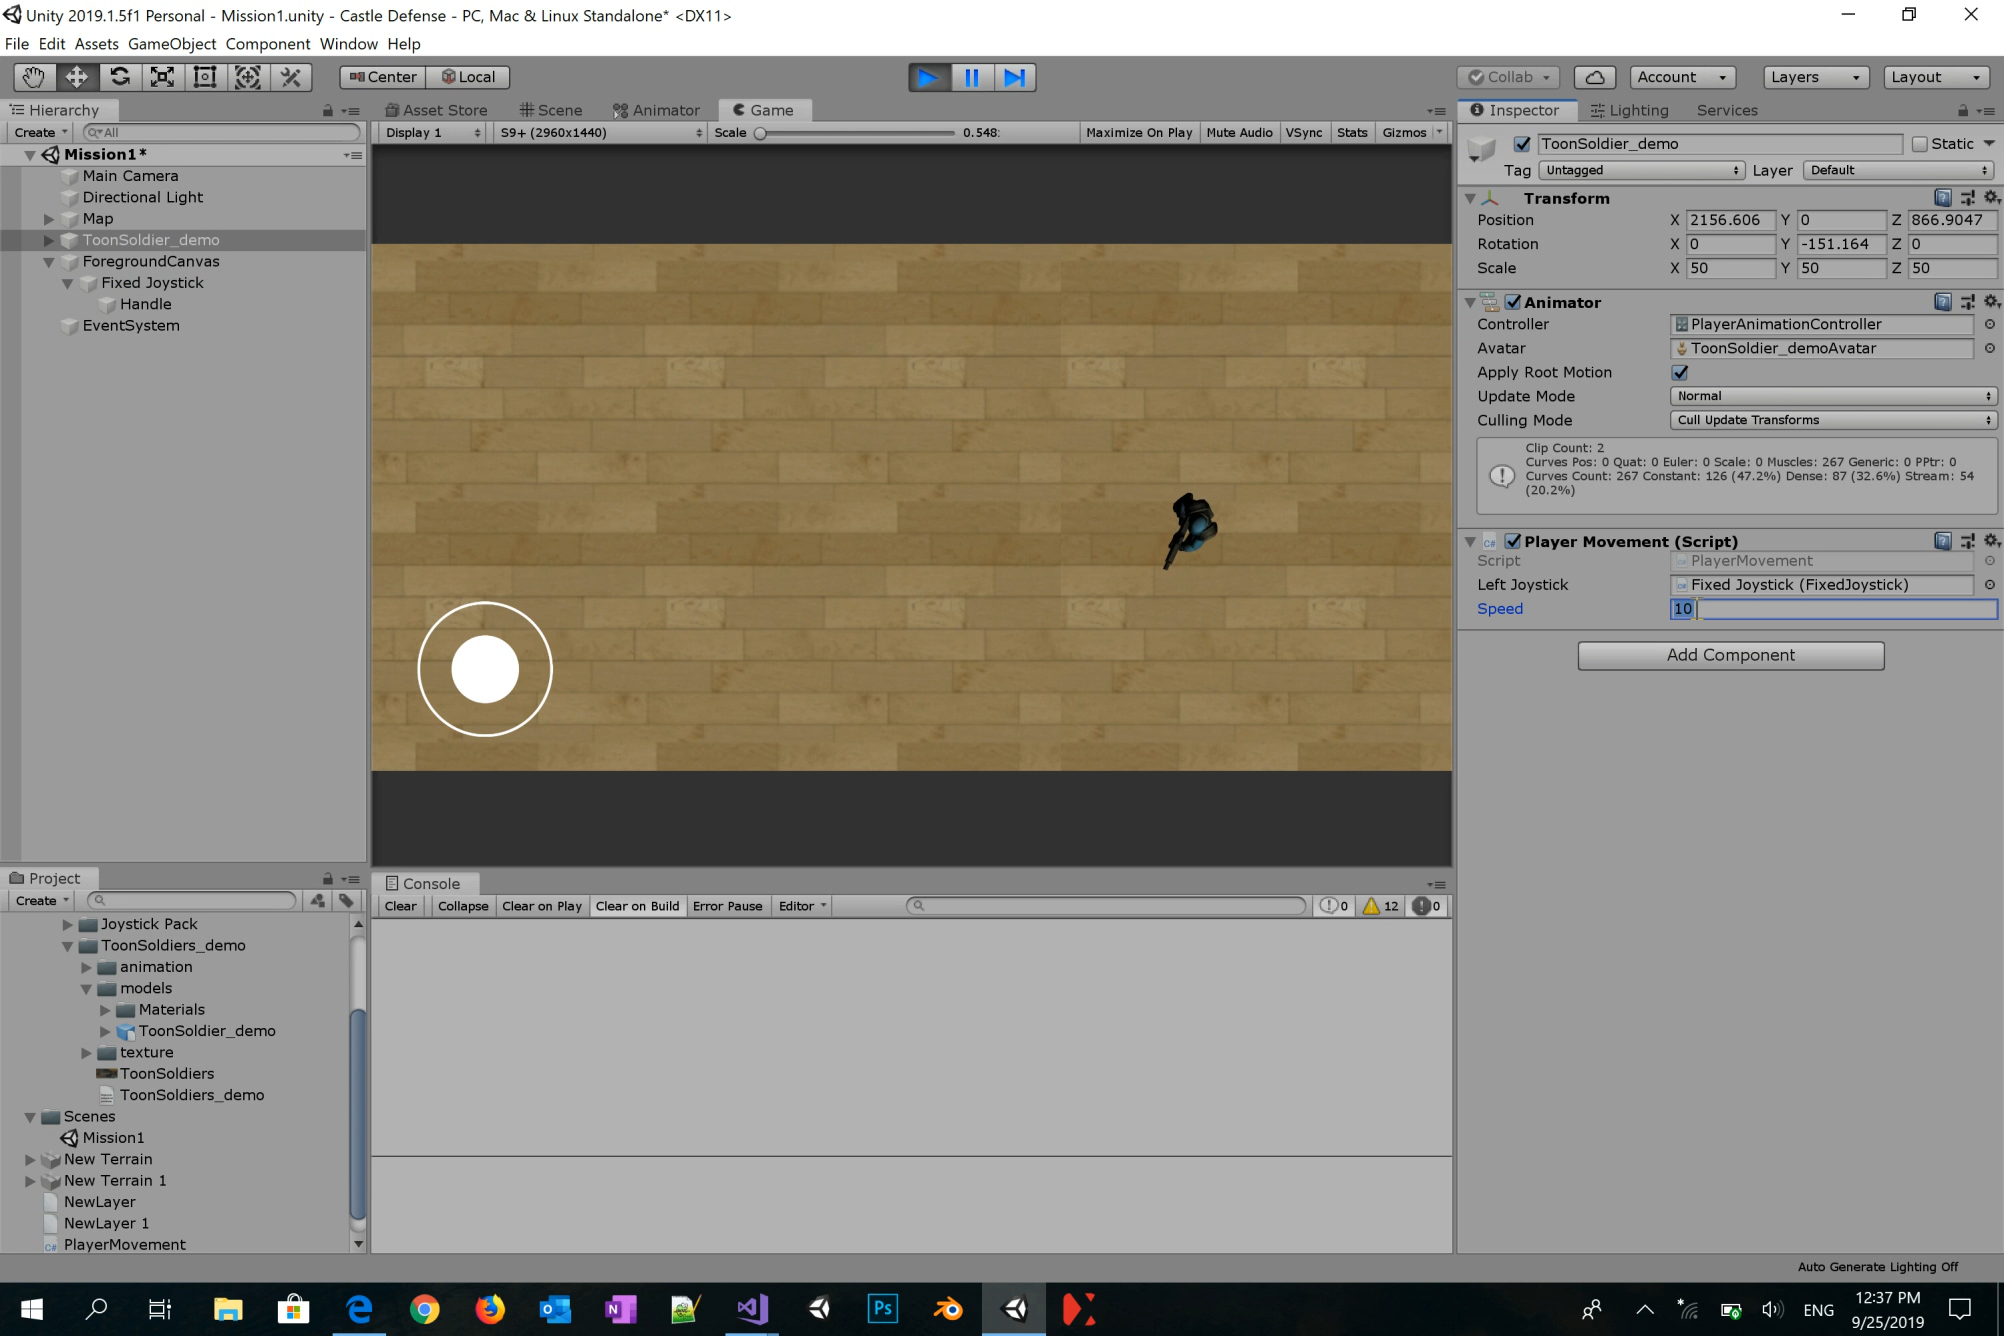 Unity 2019.1.5f1 Personal - Mission1.unity - Castle Defense - PC, Mac & Linux Standalone* <DX11>
File Edit Assets GameObject Component Window Help
Center Local Collab Account Layers Layout
Hierarchy
Create All
Mission1*
Main Camera
Directional Light
Map
ToonSoldier_demo
ForegroundCanvas
Fixed Joystick
Handle
EventSystem
Asset Store Scene Animator Game
Display 1 S9+ (2960x1440) Scale 0.548: Maximize On Play Mute Audio VSync Stats Gizmos
Inspector Lighting Services
ToonSoldier_demo Static
Tag Untagged Layer Default
Transform
Position X 2156.606 Y 0 Z 866.9047
Rotation X 0 Y -151.164 Z 0
Scale X 50 Y 50 Z 50
Animator
Controller PlayerAnimationController
Avatar ToonSoldier_demoAvatar
Apply Root Motion
Update Mode Normal
Culling Mode Cull Update Transforms
Clip Count: 2
Curves Pos: 0 Quat: 0 Euler: 0 Scale: 0 Muscles: 267 Generic: 0 PPtr: 0
Curves Count: 267 Constant: 126 (47.2%) Dense: 87 (32.6%) Stream: 54
(20.2%)
C# Player Movement (Script)
Script PlayerMovement
Left Joystick Fixed Joystick (FixedJoystick)
Speed 10
Add Component
Project
Create
Joystick Pack
ToonSoldiers_demo
animation
models
Materials
ToonSoldier_demo
texture
ToonSoldiers
ToonSoldiers_demo
Scenes
Mission1
New Terrain
New Terrain 1
NewLayer
NewLayer 1
C# PlayerMovement
Console
Clear Collapse Clear on Play Clear on Build Error Pause Editor 0 12 0
Auto Generate Lighting Off
Ps ENG 12:37 PM
9/25/2019